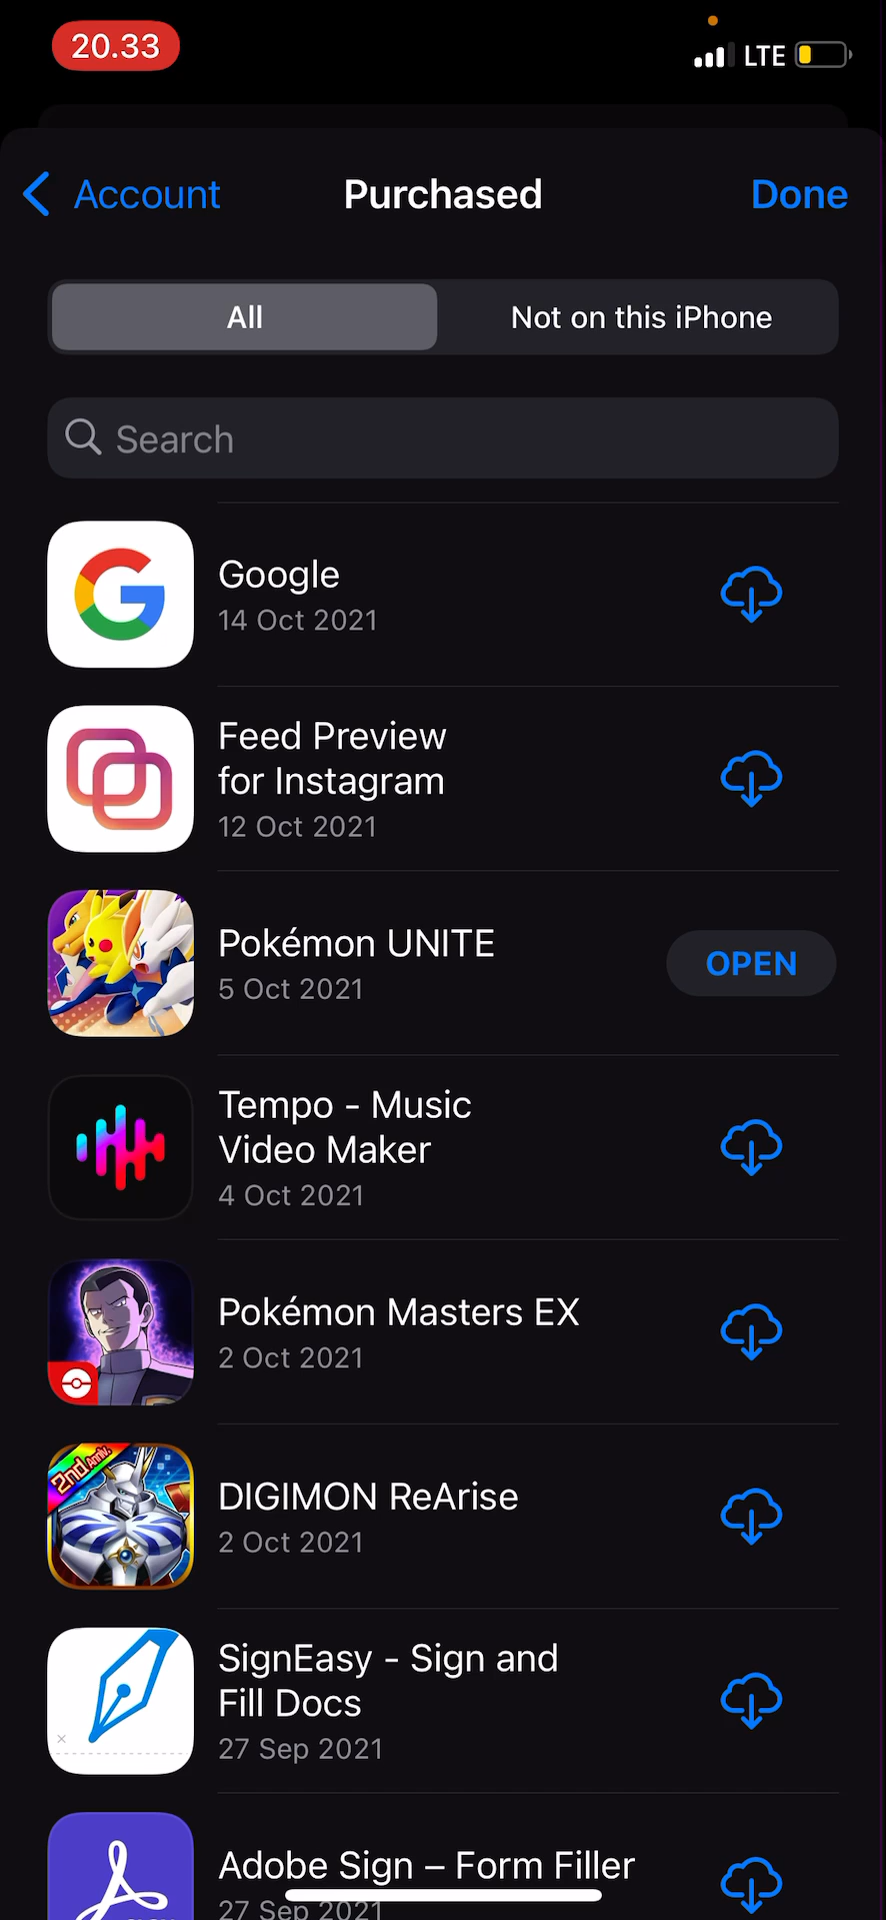 20.33
LTE
Account
Purchased
Done
All
Not on this iPhone
Search
Google
14 Oct 2021
Feed Preview
for Instagram
12 Oct 2021
Pokémon UNITE
5 Oct 2021
OPEN
Tempo - Music
Video Maker
4 Oct 2021
Pokémon Masters EX
2 Oct 2021
2nd Anniv.
DIGIMON ReArise
2 Oct 2021
SignEasy - Sign and
Fill Docs
27 Sep 2021
Adobe Sign – Form Filler
27 Sep 2021